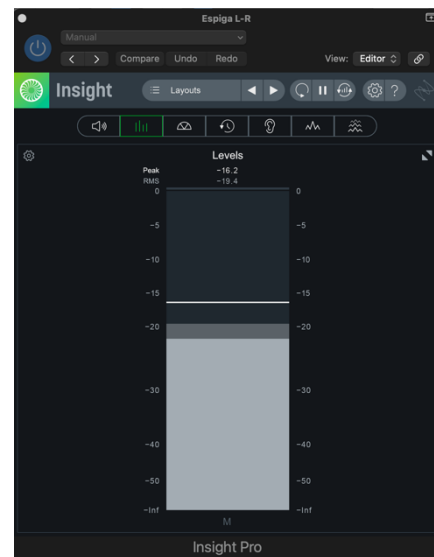 Espiga L-R
Manual
Compare Undo Redo View: Editor
Insight Layouts ?
Levels
Peak -16.2
RMS -19.4
0 0
-5 -5
-10 -10
-15 -15
-20 -20
-30 -30
-40 -40
-50 -50
-Inf -Inf
M
Insight Pro